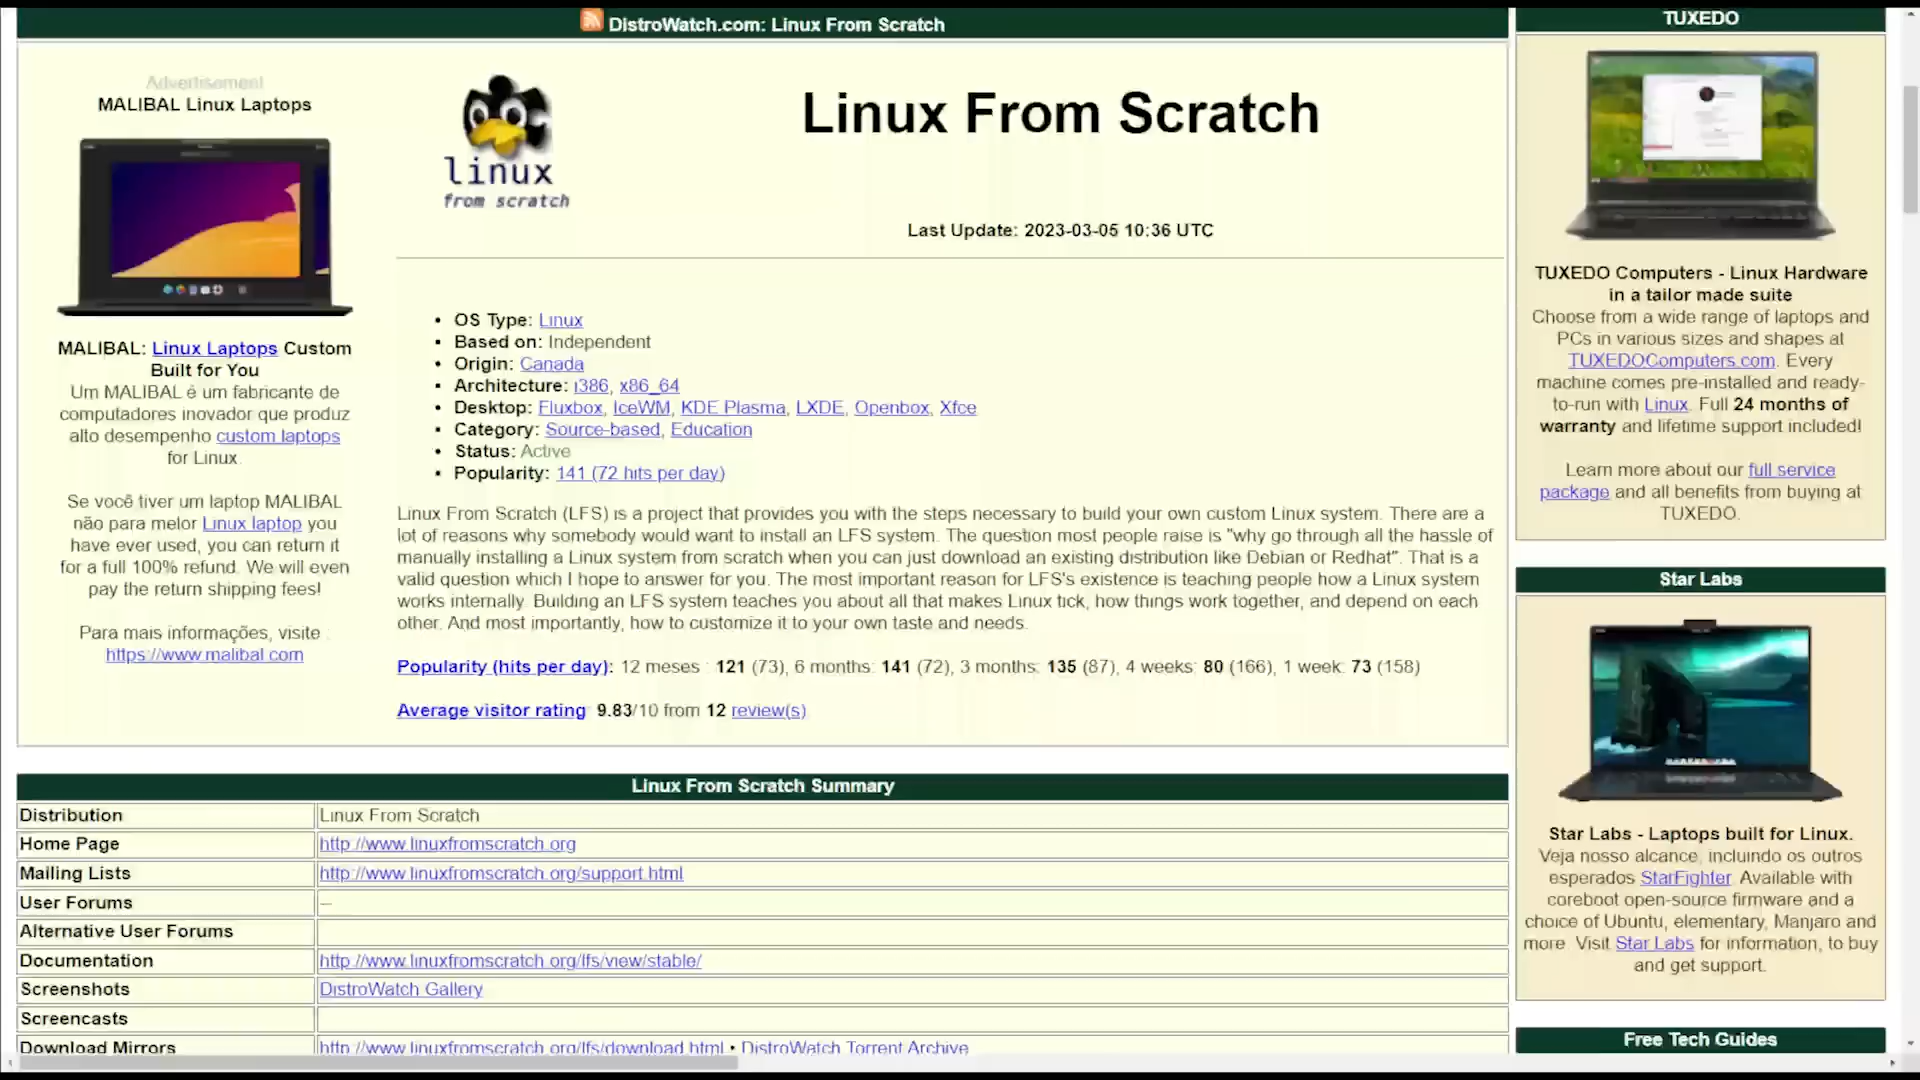 DistroWatch.com: Linux From Scratch
Advertisement
MALIBAL Linux Laptops
MALIBAL: Linux Laptops Custom
Built for You
Um MALIBAL é um fabricante de
computadores inovador que produz
alto desempenho custom laptops
for Linux.
Se você tiver um laptop MALIBAL
não para melor Linux laptop you
have ever used, you can return it
for a full 100% refund. We will even
pay the return shipping fees!
Para mais informações, visite :
https://www.malibal.com
linux
from scratch
Linux From Scratch
Last Update: 2023-03-05 10:36 UTC
• OS Type: Linux
• Based on: Independent
• Origin: Canada
• Architecture: i386, x86_64
• Desktop: Fluxbox, IceWM, KDE Plasma, LXDE, Openbox, Xfce
• Category: Source-based, Education
• Status: Active
• Popularity: 141 (72 hits per day)
Linux From Scratch (LFS) is a project that provides you with the steps necessary to build your own custom Linux system. There are a
lot of reasons why somebody would want to install an LFS system. The question most people raise is "why go through all the hassle of
manually installing a Linux system from scratch when you can just download an existing distribution like Debian or Redhat". That is a
valid question which I hope to answer for you. The most important reason for LFS's existence is teaching people how a Linux system
works internally. Building an LFS system teaches you about all that makes Linux tick, how things work together, and depend on each
other. And most importantly, how to customize it to your own taste and needs.
Popularity (hits per day): 12 meses : 121 (73), 6 months: 141 (72), 3 months: 135 (87), 4 weeks: 80 (166), 1 week: 73 (158)
Average visitor rating: 9.83/10 from 12 review(s)
Linux From Scratch Summary
Distribution Linux From Scratch
Home Page http://www.linuxfromscratch.org
Mailing Lists http://www.linuxfromscratch.org/support.html
User Forums --
Alternative User Forums
Documentation http://www.linuxfromscratch.org/lfs/view/stable/
Screenshots DistroWatch Gallery
Screencasts
Download Mirrors http://www.linuxfromscratch.org/lfs/download.html • DistroWatch Torrent Archive
TUXEDO
TUXEDO Computers - Linux Hardware
in a tailor made suite
Choose from a wide range of laptops and
PCs in various sizes and shapes at
TUXEDOComputers.com. Every
machine comes pre-installed and ready-
to-run with Linux. Full 24 months of
warranty and lifetime support included!
Learn more about our full service
package and all benefits from buying at
TUXEDO.
Star Labs
Star Labs - Laptops built for Linux.
Veja nosso alcance, incluindo os outros
esperados StarFighter. Available with
coreboot open-source firmware and a
choice of Ubuntu, elementary, Manjaro and
more. Visit Star Labs for information, to buy
and get support.
Free Tech Guides